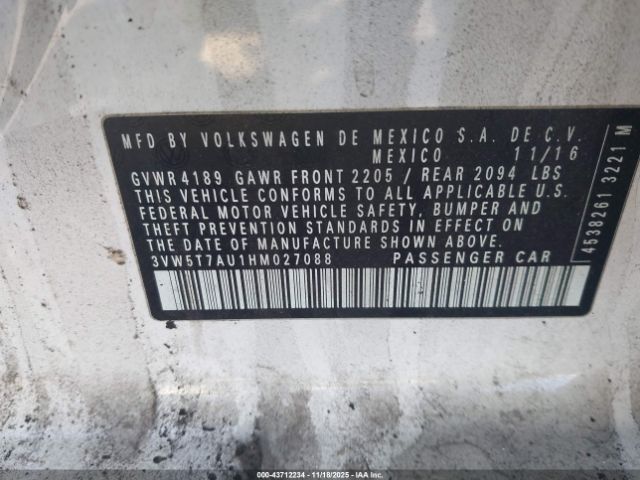 MFD BY VOLKSWAGEN DE MEXICO S.A. DE C.V.
MEXICO 11/16
GVWR 4189 GAWR FRONT 2205 / REAR 2094 LBS
THIS VEHICLE CONFORMS TO ALL APPLICABLE U.S.
FEDERAL MOTOR VEHICLE SAFETY, BUMPER AND
THEFT PREVENTION STANDARDS IN EFFECT ON
THE DATE OF MANUFACTURE SHOWN ABOVE.
3VW5T7AU1HM027088 PASSENGER CAR
4538261 3221 M
000-43712234 - 11/18/2025 - IAA Inc.